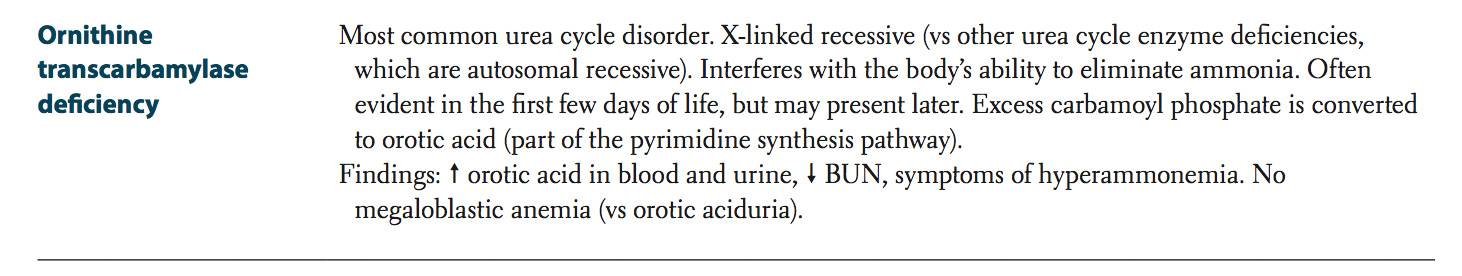 Ornithine
transcarbamylase
deficiency
Most common urea cycle disorder. X-linked recessive (vs other urea cycle enzyme deficiencies,
which are autosomal recessive). Interferes with the body’s ability to eliminate ammonia. Often
evident in the first few days of life, but may present later. Excess carbamoyl phosphate is converted
to orotic acid (part of the pyrimidine synthesis pathway).
Findings: ↑ orotic acid in blood and urine, ↓ BUN, symptoms of hyperammonemia. No
megaloblastic anemia (vs orotic aciduria).